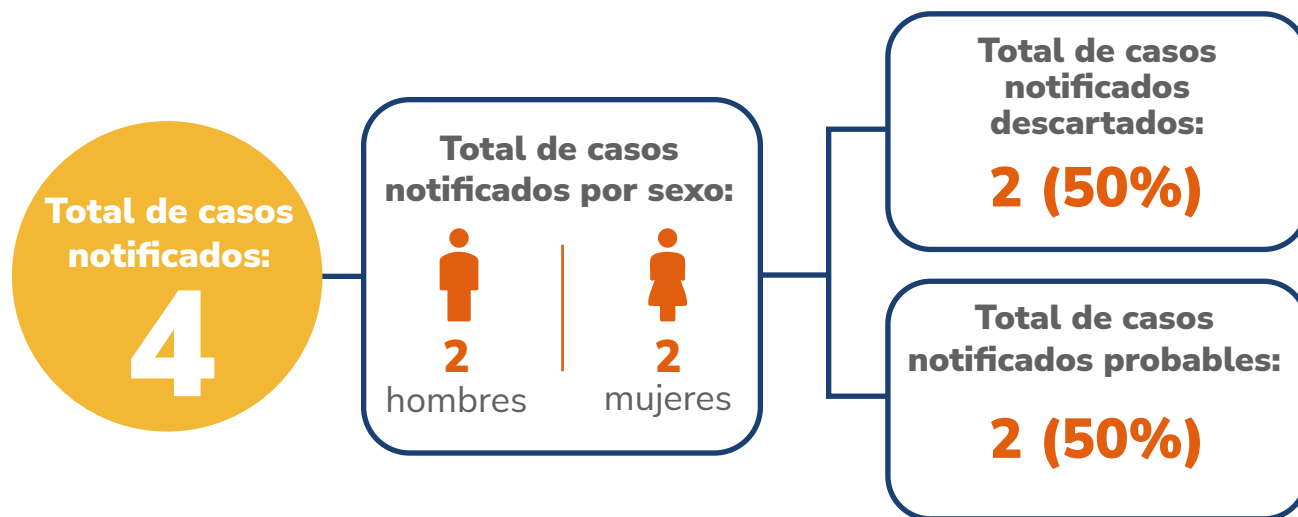 Total de casos
notificados:
4
Total de casos
notificados por sexo:
2
hombres
2
mujeres
Total de casos
notificados
descartados:
2 (50%)
Total de casos
notificados probables:
2 (50%)